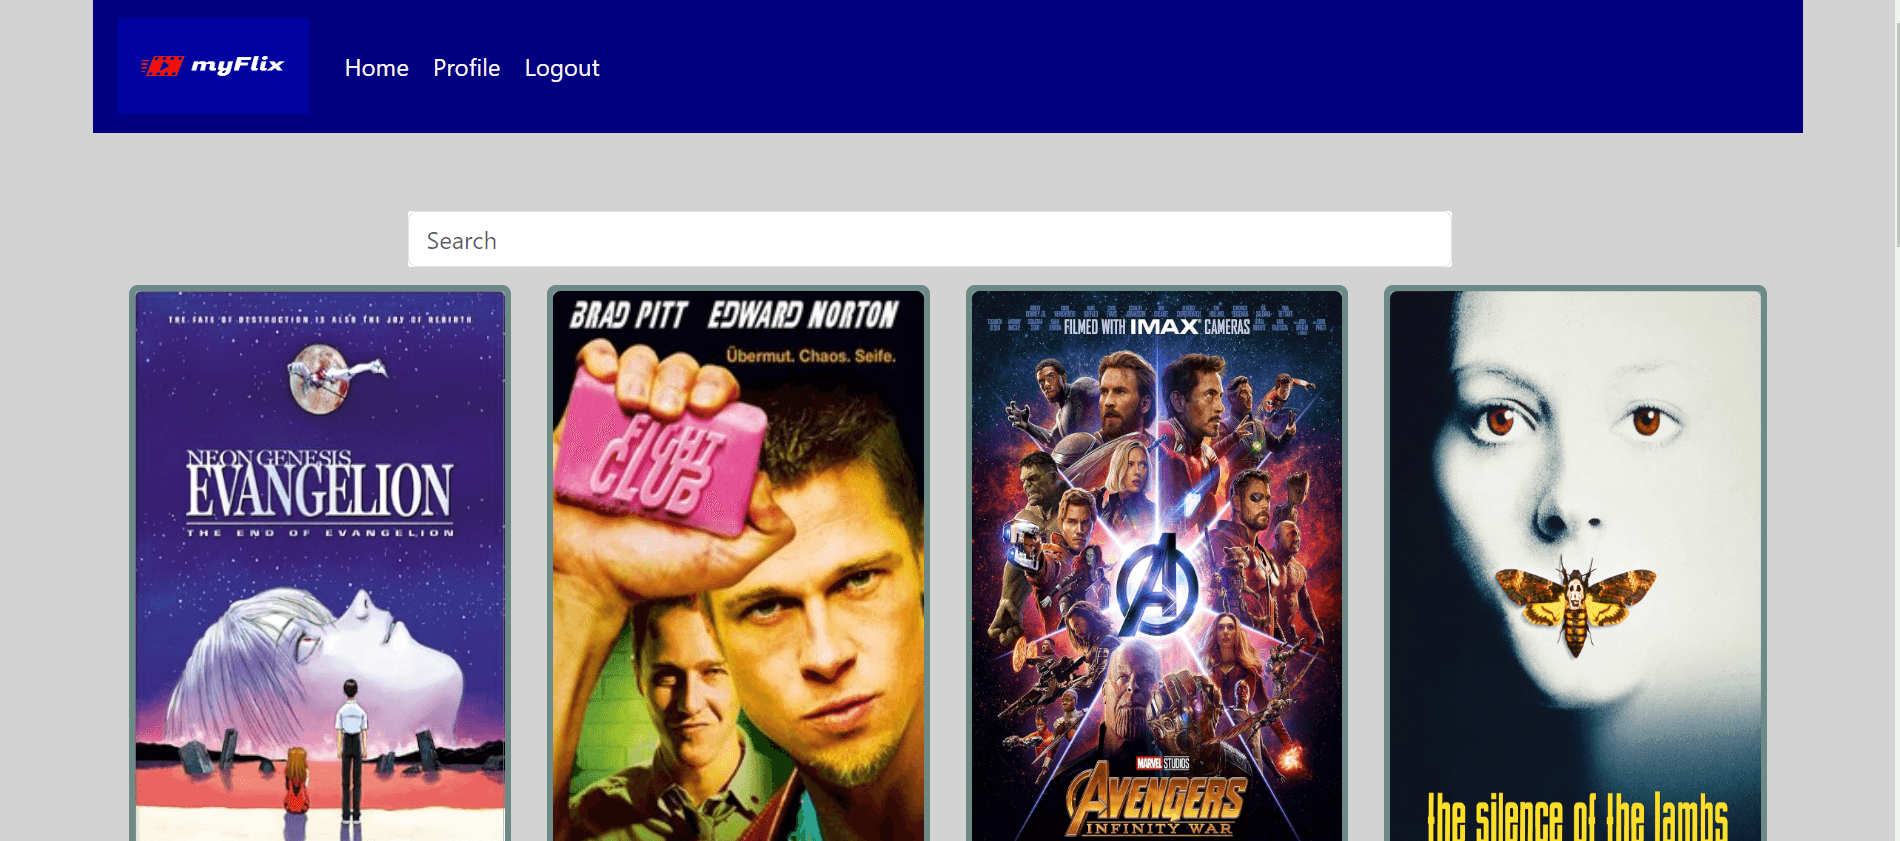 myFlix
Home Profile Logout
Search
THE FATE OF DESTRUCTION IS ALSO THE JOY OF REBIRTH
NEON GENESIS
EVANGELION
THE END OF EVANGELION
BRAD PITT EDWARD NORTON
Übermut. Chaos. Seife.
FIGHT
CLUB
FILMED WITH IMAX CAMERAS
MARVEL STUDIOS
AVENGERS
INFINITY WAR
the silence of the lambs